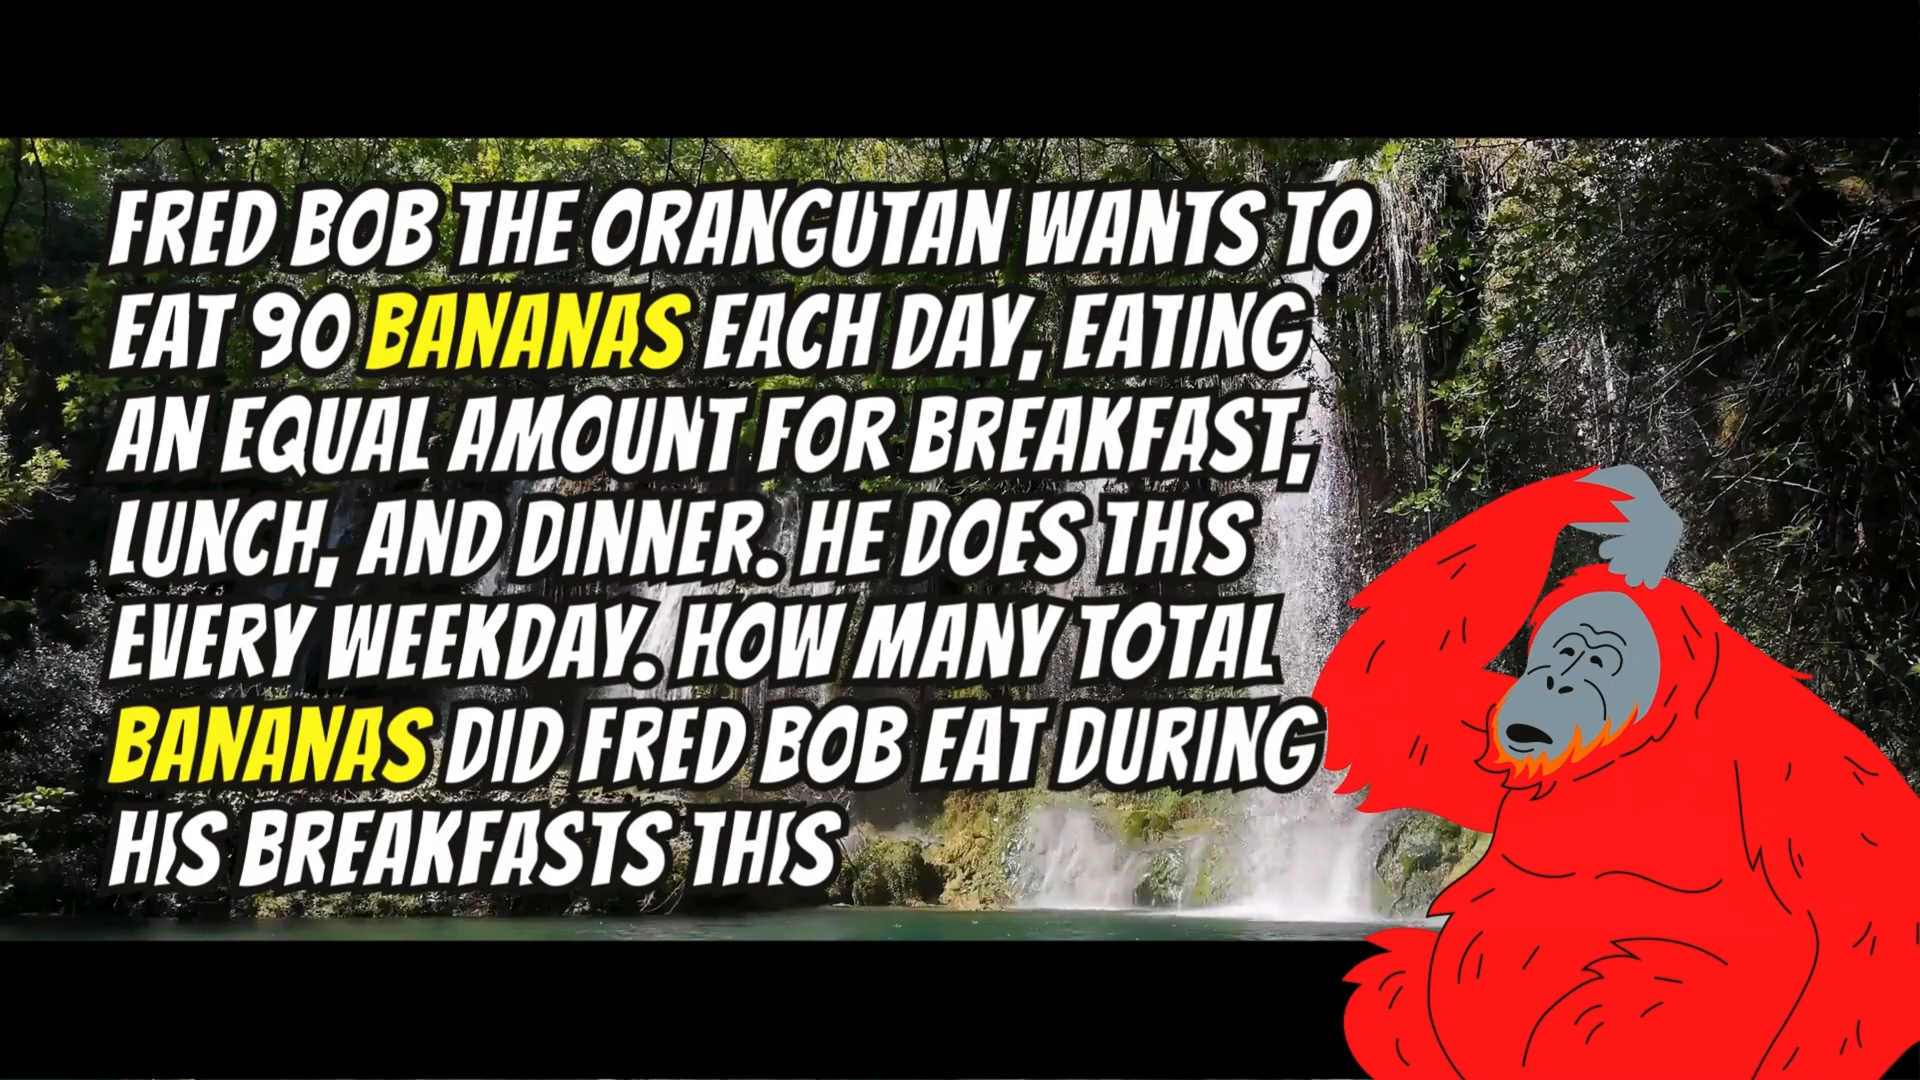 FRED BOB THE ORANGUTAN WANTS TO
EAT 90 BANANAS EACH DAY, EATING
AN EQUAL AMOUNT FOR BREAKFAST,
LUNCH, AND DINNER. HE DOES THIS
EVERY WEEKDAY. HOW MANY TOTAL
BANANAS DID FRED BOB EAT DURING
HIS BREAKFASTS THIS